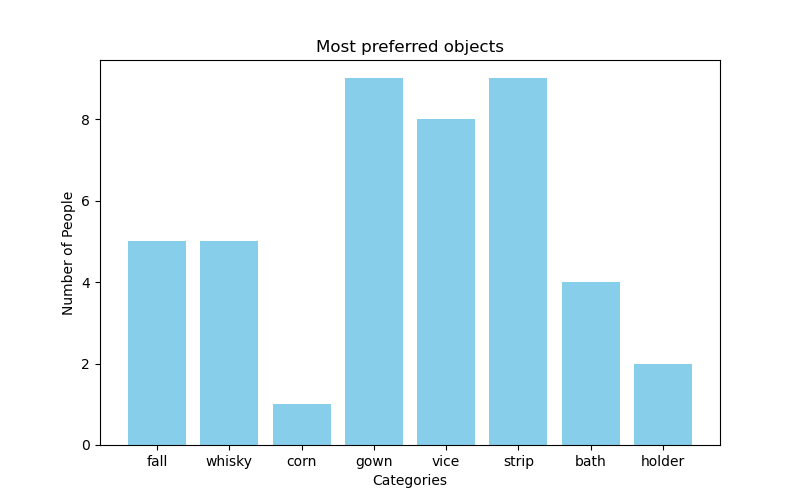 Most preferred objects
Number of People
8
6
4
2
0
fall whisky corn gown vice strip bath holder
Categories